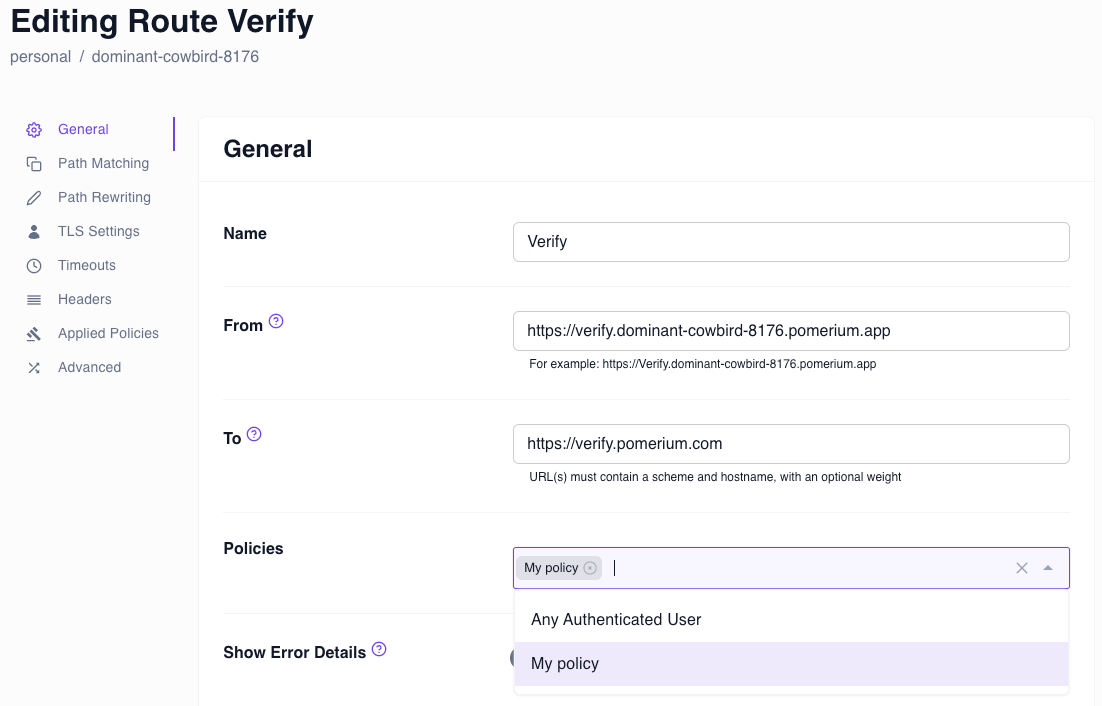 Editing Route Verify
personal / dominant-cowbird-8176
General
Path Matching
Path Rewriting
TLS Settings
Timeouts
Headers
Applied Policies
Advanced
General
Name
Verify
From
https://verify.dominant-cowbird-8176.pomerium.app
For example: https://Verify.dominant-cowbird-8176.pomerium.app
To
https://verify.pomerium.com
URL(s) must contain a scheme and hostname, with an optional weight
Policies
My policy
Any Authenticated User
My policy
Show Error Details